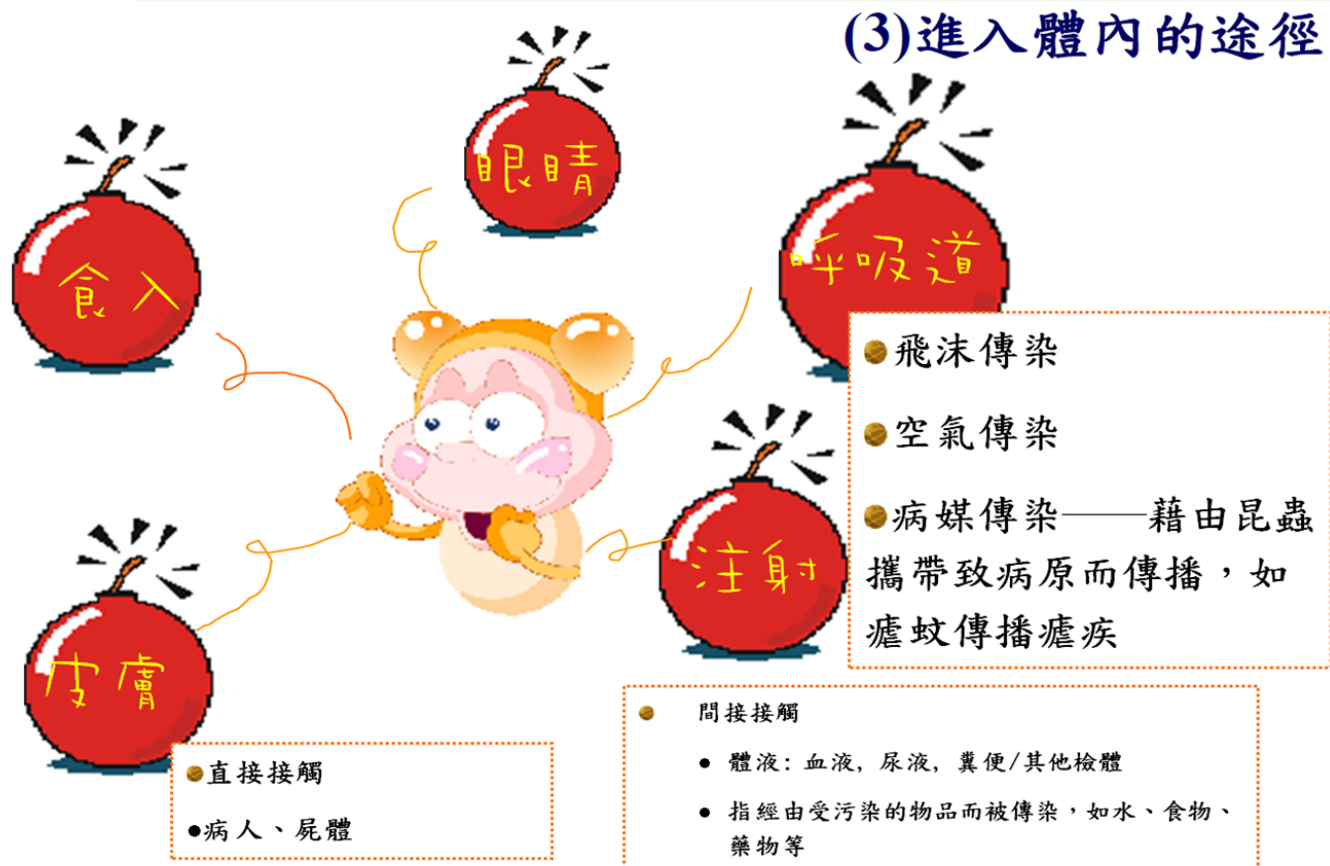 (3)進入體內的途徑
眼睛
食入
呼吸道
●飛沫傳染
●空氣傳染
●病媒傳染——藉由昆蟲
攜帶致病原而傳播，如
瘧蚊傳播瘧疾
注射
皮膚
●直接接觸
●病人、屍體
● 間接接觸
● 體液: 血液, 尿液, 糞便/其他檢體
● 指經由受污染的物品而被傳染，如水、食物、
藥物等